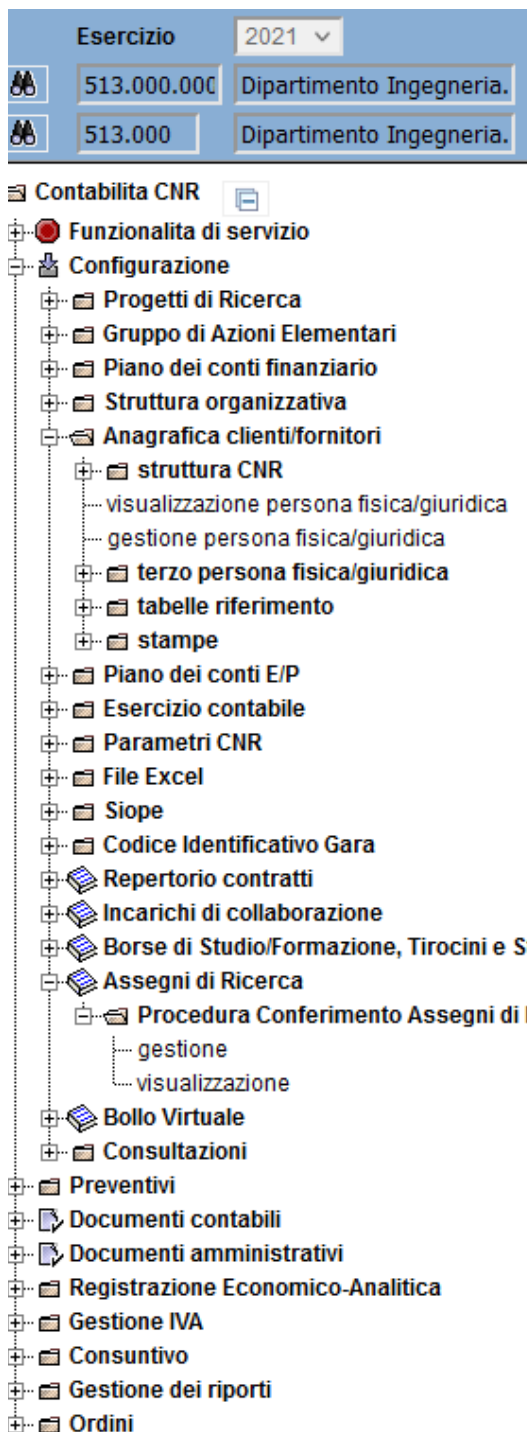 Esercizio 2021
513.000.000 Dipartimento Ingegneria.
513.000 Dipartimento Ingegneria.
Contabilita CNR
Funzionalita di servizio
Configurazione
Progetti di Ricerca
Gruppo di Azioni Elementari
Piano dei conti finanziario
Struttura organizzativa
Anagrafica clienti/fornitori
struttura CNR
visualizzazione persona fisica/giuridica
gestione persona fisica/giuridica
terzo persona fisica/giuridica
tabelle riferimento
stampe
Piano dei conti E/P
Esercizio contabile
Parametri CNR
File Excel
Siope
Codice Identificativo Gara
Repertorio contratti
Incarichi di collaborazione
Borse di Studio/Formazione, Tirocini e S
Assegni di Ricerca
Procedura Conferimento Assegni di
gestione
visualizzazione
Bollo Virtuale
Consultazioni
Preventivi
Documenti contabili
Documenti amministrativi
Registrazione Economico-Analitica
Gestione IVA
Consuntivo
Gestione dei riporti
Ordini